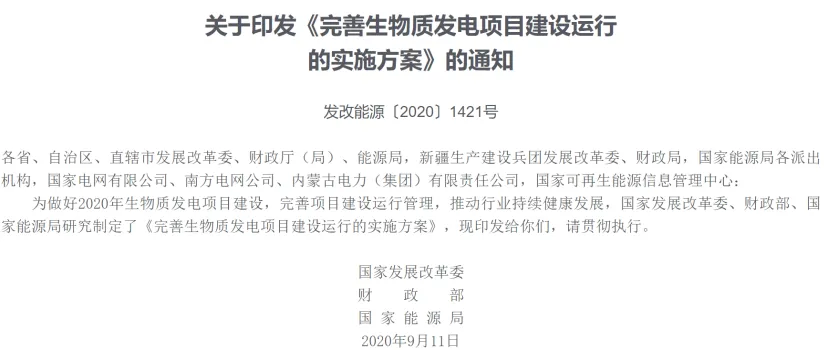 关于印发《完善生物质发电项目建设运行
的实施方案》的通知
发改能源〔2020〕1421号
各省、自治区、直辖市发展改革委、财政厅（局）、能源局，新疆生产建设兵团发展改革委、财政局，国家能源局各派出
机构，国家电网有限公司、南方电网公司、内蒙古电力（集团）有限责任公司，国家可再生能源信息管理中心：
为做好2020年生物质发电项目建设，完善项目建设运行管理，推动行业持续健康发展，国家发展改革委、财政部、国
家能源局研究制定了《完善生物质发电项目建设运行的实施方案》，现印发给你们，请贯彻执行。
国家发展改革委
财　政　部
国 家 能 源 局
2020年9月11日